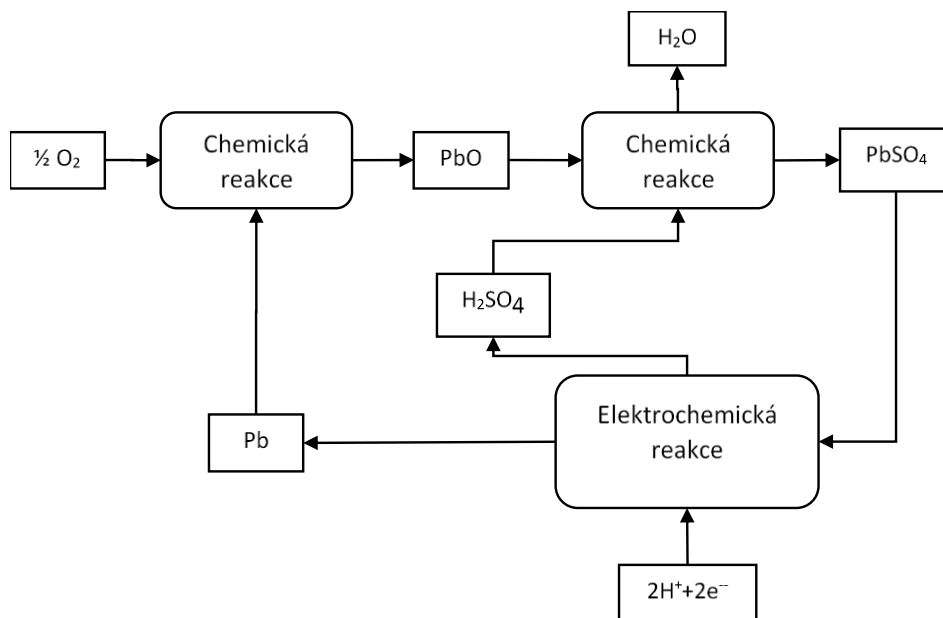 H₂O
½ O₂
Chemická
reakce
PbO
Chemická
reakce
PbSO₄
H₂SO₄
Pb
Elektrochemická
reakce
2H⁺+2e⁻⁻